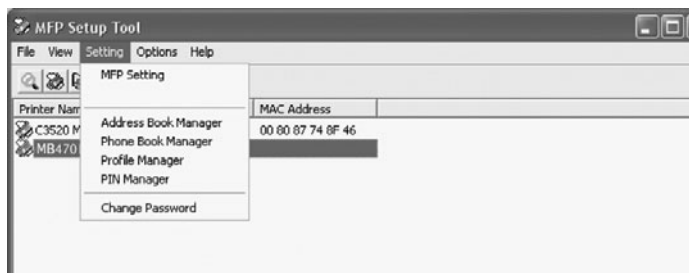 MFP Setup Tool
File View Setting Options Help
MFP Setting
Address Book Manager
Phone Book Manager
Profile Manager
PIN Manager
Change Password
Printer Nam MAC Address
C3520 M 00 80 87 74 8F 46
MB470